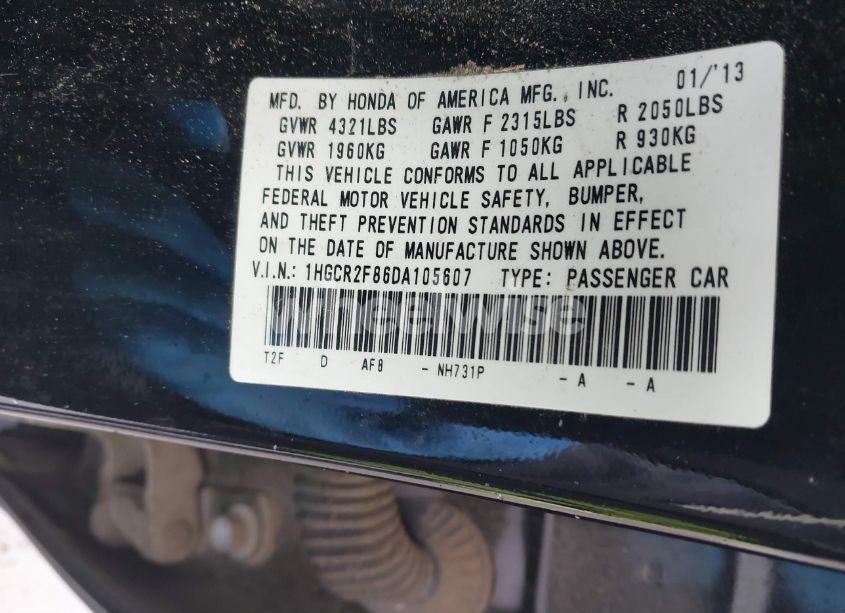 MFD. BY HONDA OF AMERICA MFG., INC. 01/'13
GVWR 4321LBS GAWR F 2315LBS R 2050LBS
GVWR 1960KG GAWR F 1050KG R 930KG
THIS VEHICLE CONFORMS TO ALL APPLICABLE
FEDERAL MOTOR VEHICLE SAFETY, BUMPER,
AND THEFT PREVENTION STANDARDS IN EFFECT
ON THE DATE OF MANUFACTURE SHOWN ABOVE.
V.I.N.: 1HGCR2F86DA105607 TYPE: PASSENGER CAR
wheelwise
T2F D AF8 - NH731P - A - A